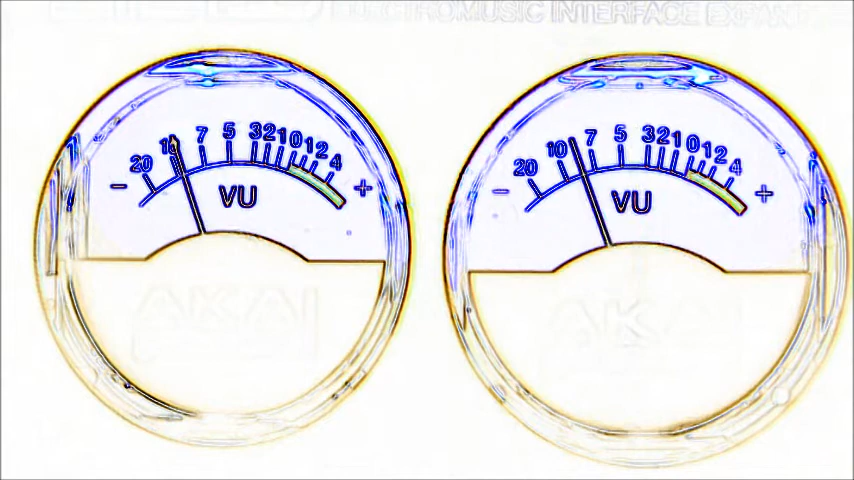 ELECTROMUSIC INTERFACE EXPAN
20 10 7 5 3 2 1 0 1 2 4
- +
VU
20 10 7 5 3 2 1 0 1 2 4
- +
VU
AKAI
AKAI